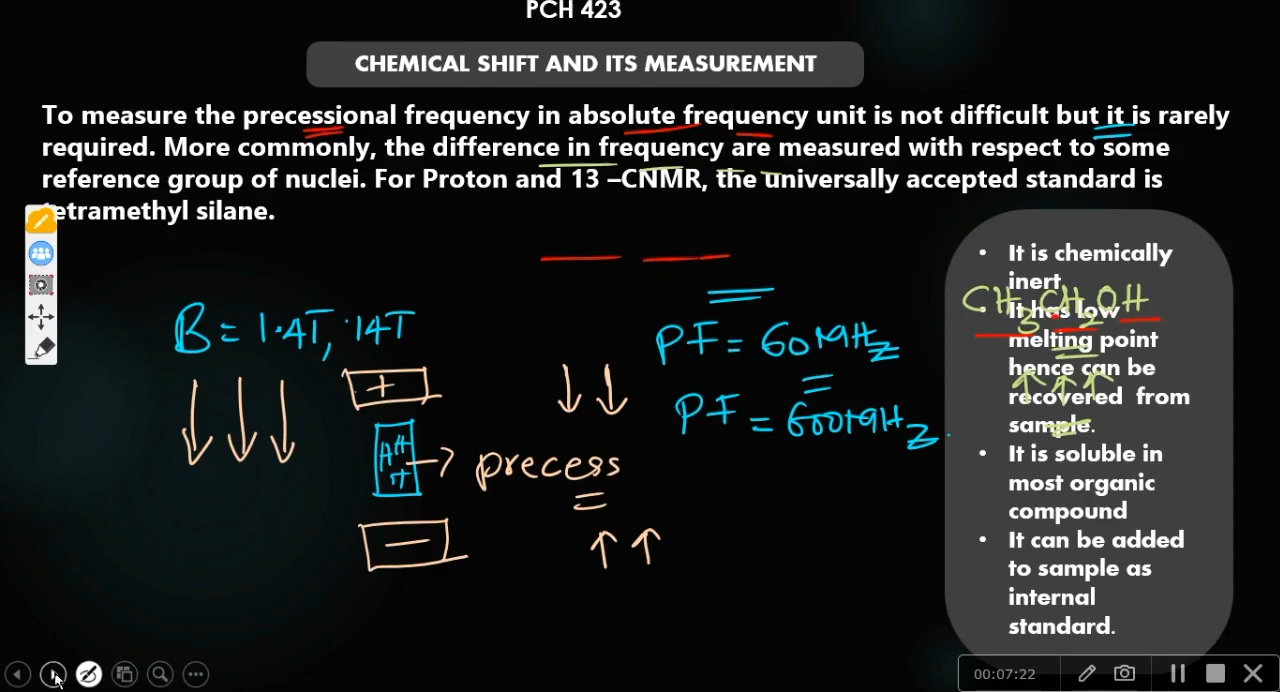 PCH 423
CHEMICAL SHIFT AND ITS MEASUREMENT
To measure the precessional frequency in absolute frequency unit is not difficult but it is rarely
required. More commonly, the difference in frequency are measured with respect to some
reference group of nuclei. For Proton and 13 –CNMR, the universally accepted standard is
tetramethyl silane.
B = 1.4T, 14T
+
HH
H
→ precess
−
PF = 60MHz
PF = 600MHz.
• It is chemically
inert
CH3CH2OH
• It has low
melting point
hence can be
recovered from
sample.
• It is soluble in
most organic
compound
• It can be added
to sample as
internal
standard.
00:07:22